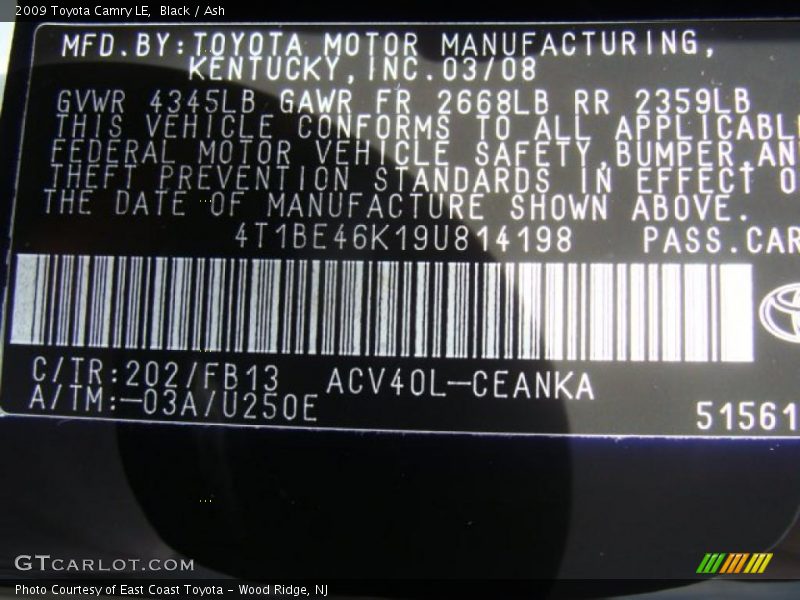 2009 Toyota Camry LE, Black / Ash
MFD.BY:TOYOTA MOTOR MANUFACTURING,
KENTUCKY,INC.03/08
GVWR 4345LB GAWR FR 2668LB RR 2359LB
THIS VEHICLE CONFORMS TO ALL APPLICABL
FEDERAL MOTOR VEHICLE SAFETY,BUMPER,AN
THEFT PREVENTION STANDARDS IN EFFECT O
THE DATE OF MANUFACTURE SHOWN ABOVE.
4T1BE46K19U814198 PASS.CAR
C/TR:202/FB13 ACV40L-CEANKA
A/TM:-03A/U250E
51561
GTCARLOT.COM
Photo Courtesy of East Coast Toyota - Wood Ridge, NJ